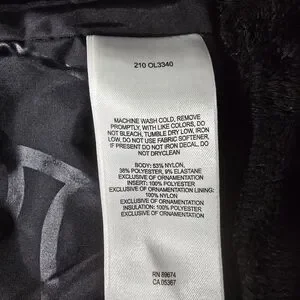 210 OL3340
MACHINE WASH COLD, REMOVE
PROMPTLY, WITH LIKE COLORS, DO
NOT BLEACH, TUMBLE DRY LOW, IRON
LOW, DO NOT USE FABRIC SOFTENER,
IF PRESENT DO NOT IRON DECAL, DO
NOT DRYCLEAN
BODY: 53% NYLON,
38% POLYESTER, 9% ELASTANE
EXCLUSIVE OF ORNAMENTATION
INSERT: 100% POLYESTER
EXCLUSIVE OF ORNAMENTATION LINING:
100% NYLON
EXCLUSIVE OF ORNAMENTATION
INSULATION: 100% POLYESTER
EXCLUSIVE OF ORNAMENTATION
RN 89674
CA 05367